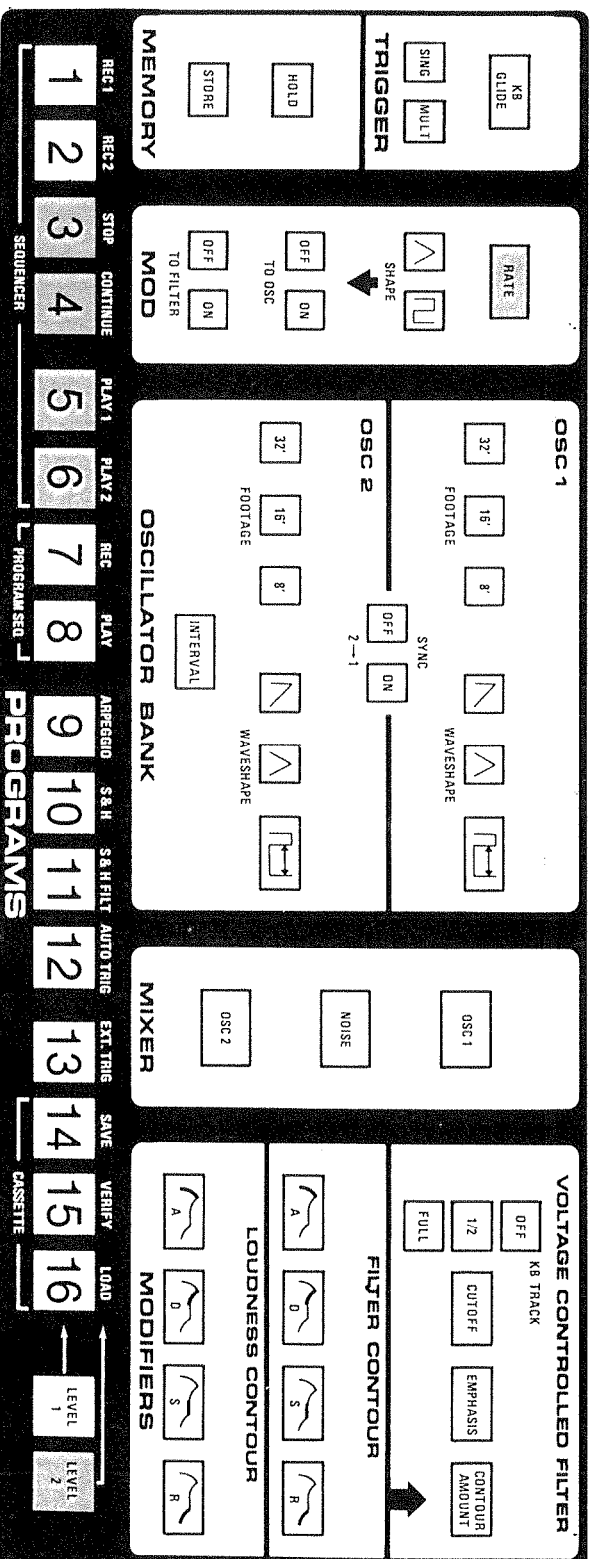 KB
GLIDE
SING MULT
TRIGGER
HOLD
STORE
MEMORY
RATE
SHAPE
TO OSC
OFF ON
TO FILTER
OFF ON
MOD
OSC 1
32' 16' 8'
FOOTAGE WAVESHAPE
SYNC
OFF ON
2→1
OSC 2
32' 16' 8'
FOOTAGE WAVESHAPE
INTERVAL
OSCILLATOR BANK
OSC 1
NOISE
OSC 2
MIXER
VOLTAGE CONTROLLED FILTER
KB TRACK
OFF
1/2
FULL
CUTOFF
EMPHASIS
CONTOUR
AMOUNT
FILTER CONTOUR
A D S R
LOUDNESS CONTOUR
A D S R
MODIFIERS
REC 1 REC 2 STOP CONTINUE PLAY 1 PLAY 2 REC PLAY ARPEGGIO S & H S & H FILT AUTO TRIG EXT. TRIG SAVE VERIFY LOAD
1 2 3 4 5 6 7 8 9 10 11 12 13 14 15 16
LEVEL
1
LEVEL
2
SEQUENCER PROGRAM SEQ CASSETTE
PROGRAMS